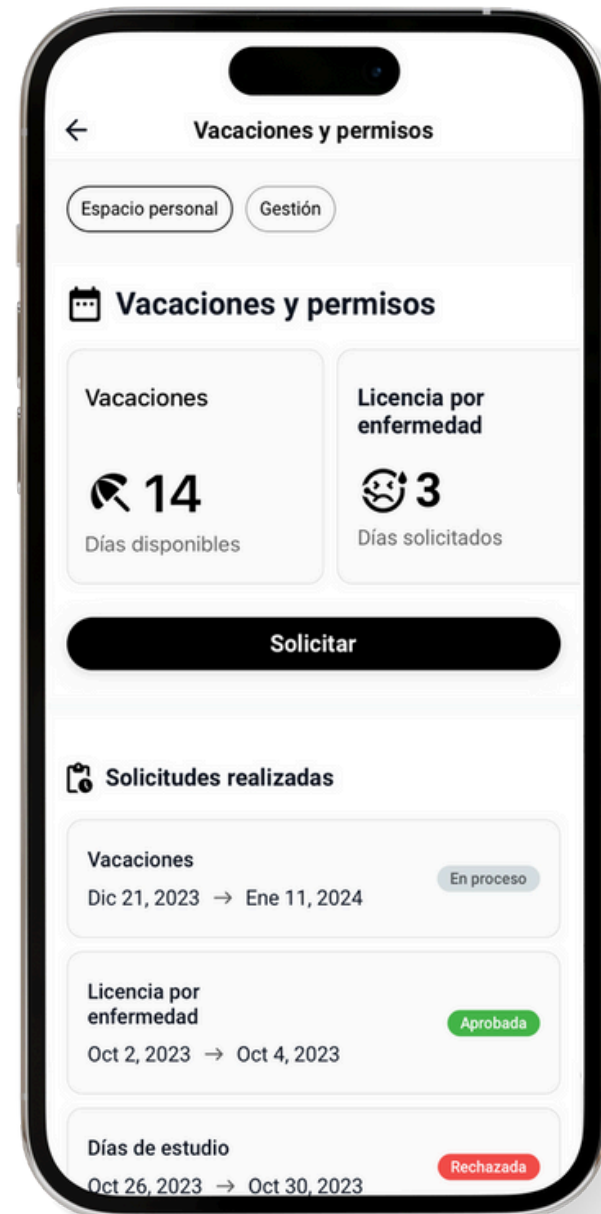 Vacaciones y permisos
Espacio personal
Gestión
Vacaciones y permisos
Vacaciones
14
Días disponibles
Licencia por
enfermedad
3
Días solicitados
Solicitar
Solicitudes realizadas
Vacaciones
Dic 21, 2023 → Ene 11, 2024
En proceso
Licencia por
enfermedad
Oct 2, 2023 → Oct 4, 2023
Aprobada
Días de estudio
Oct 26, 2023 → Oct 30, 2023
Rechazada